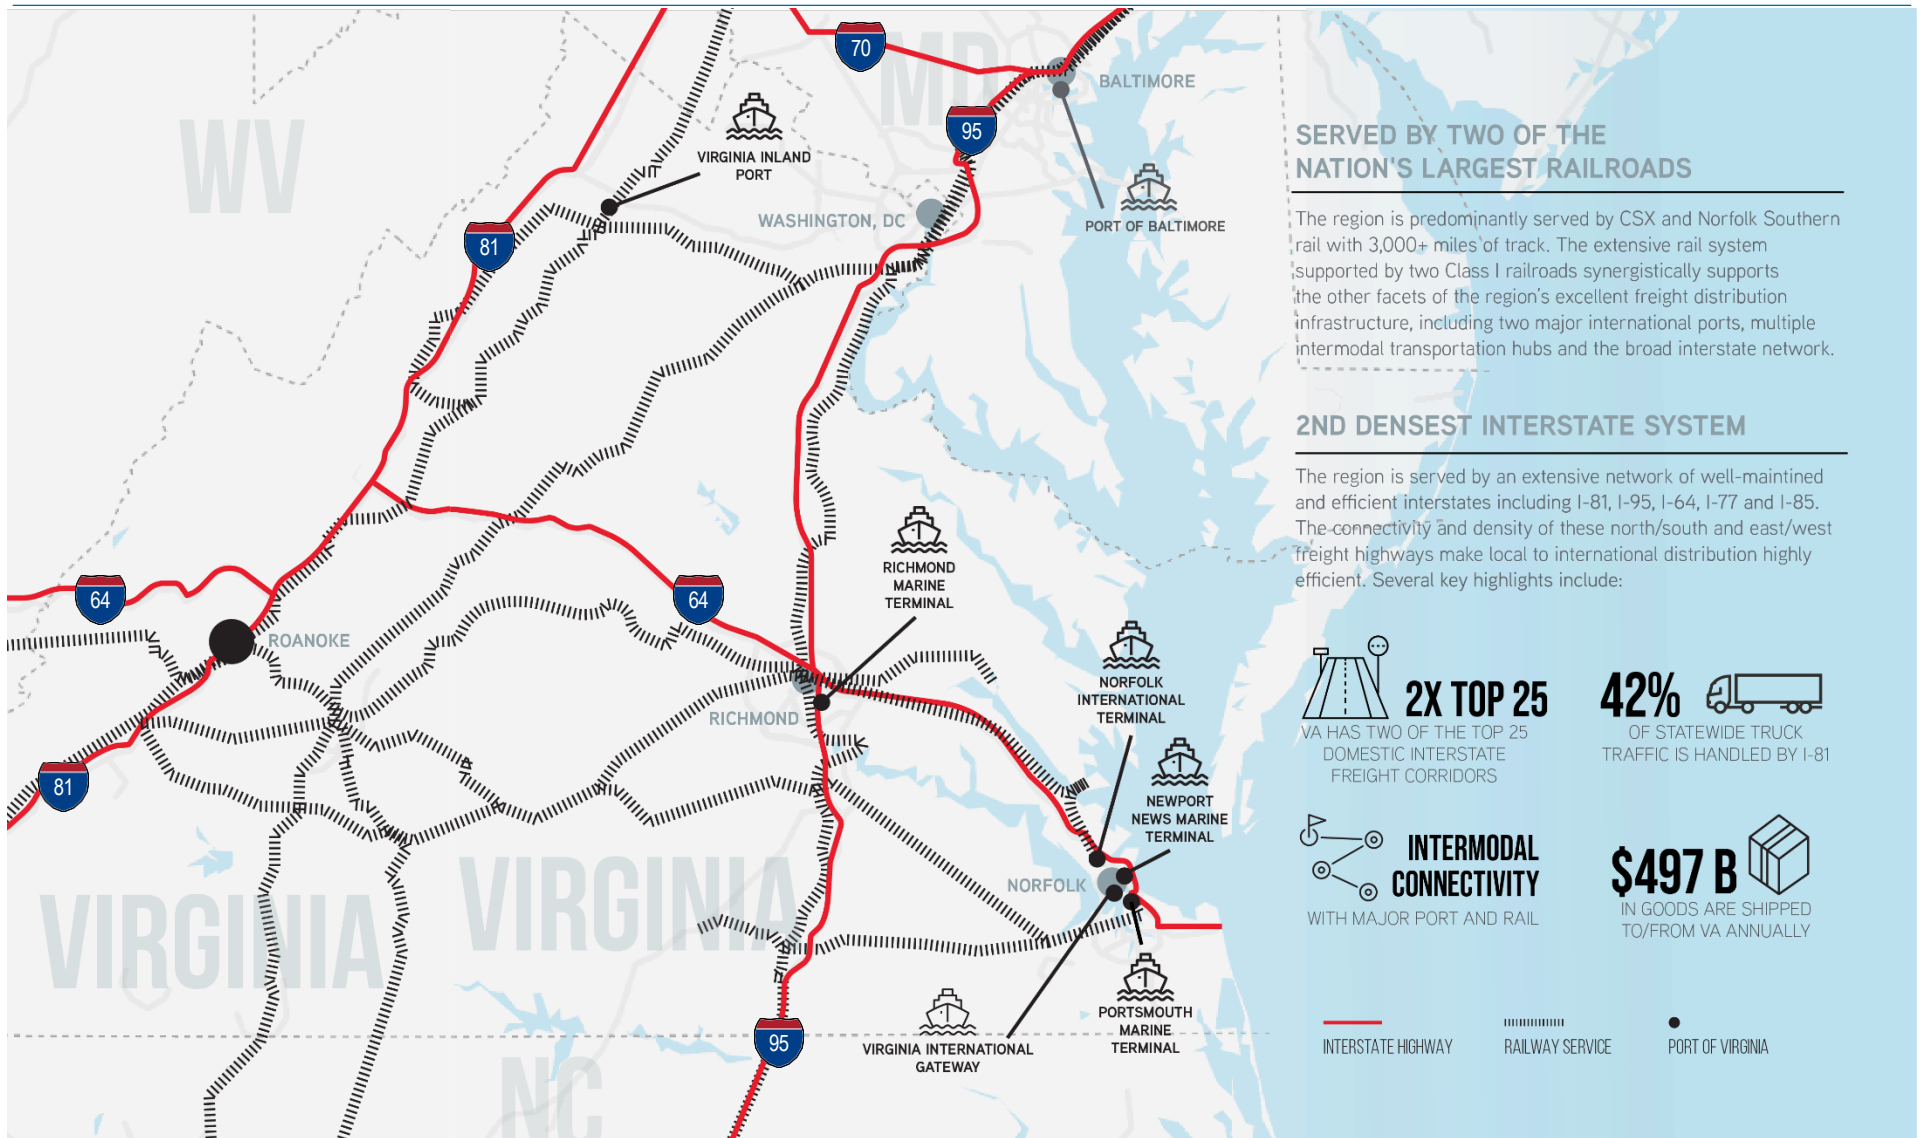 70
MD
BALTIMORE
WV
VIRGINIA INLAND
PORT
95
WASHINGTON, DC
PORT OF BALTIMORE
81
RICHMOND
MARINE
TERMINAL
64
64
ROANOKE
RICHMOND
NORFOLK
INTERNATIONAL
TERMINAL
81
NEWPORT
NEWS MARINE
TERMINAL
NORFOLK
VIRGINIA
VIRGINIA
PORTSMOUTH
MARINE
TERMINAL
VIRGINIA INTERNATIONAL
GATEWAY
95
NC
SERVED BY TWO OF THE
NATION'S LARGEST RAILROADS
The region is predominantly served by CSX and Norfolk Southern
rail with 3,000+ miles of track. The extensive rail system
supported by two Class I railroads synergistically supports
the other facets of the region's excellent freight distribution
infrastructure, including two major international ports, multiple
intermodal transportation hubs and the broad interstate network.
2ND DENSEST INTERSTATE SYSTEM
The region is served by an extensive network of well-maintained
and efficient interstates including I-81, I-95, I-64, I-77 and I-85.
The connectivity and density of these north/south and east/west
freight highways make local to international distribution highly
efficient. Several key highlights include:
2X TOP 25
VA HAS TWO OF THE TOP 25
DOMESTIC INTERSTATE
FREIGHT CORRIDORS
42%
OF STATEWIDE TRUCK
TRAFFIC IS HANDLED BY I-81
INTERMODAL
CONNECTIVITY
WITH MAJOR PORT AND RAIL
$497 B
IN GOODS ARE SHIPPED
TO/FROM VA ANNUALLY
INTERSTATE HIGHWAY
RAILWAY SERVICE
PORT OF VIRGINIA